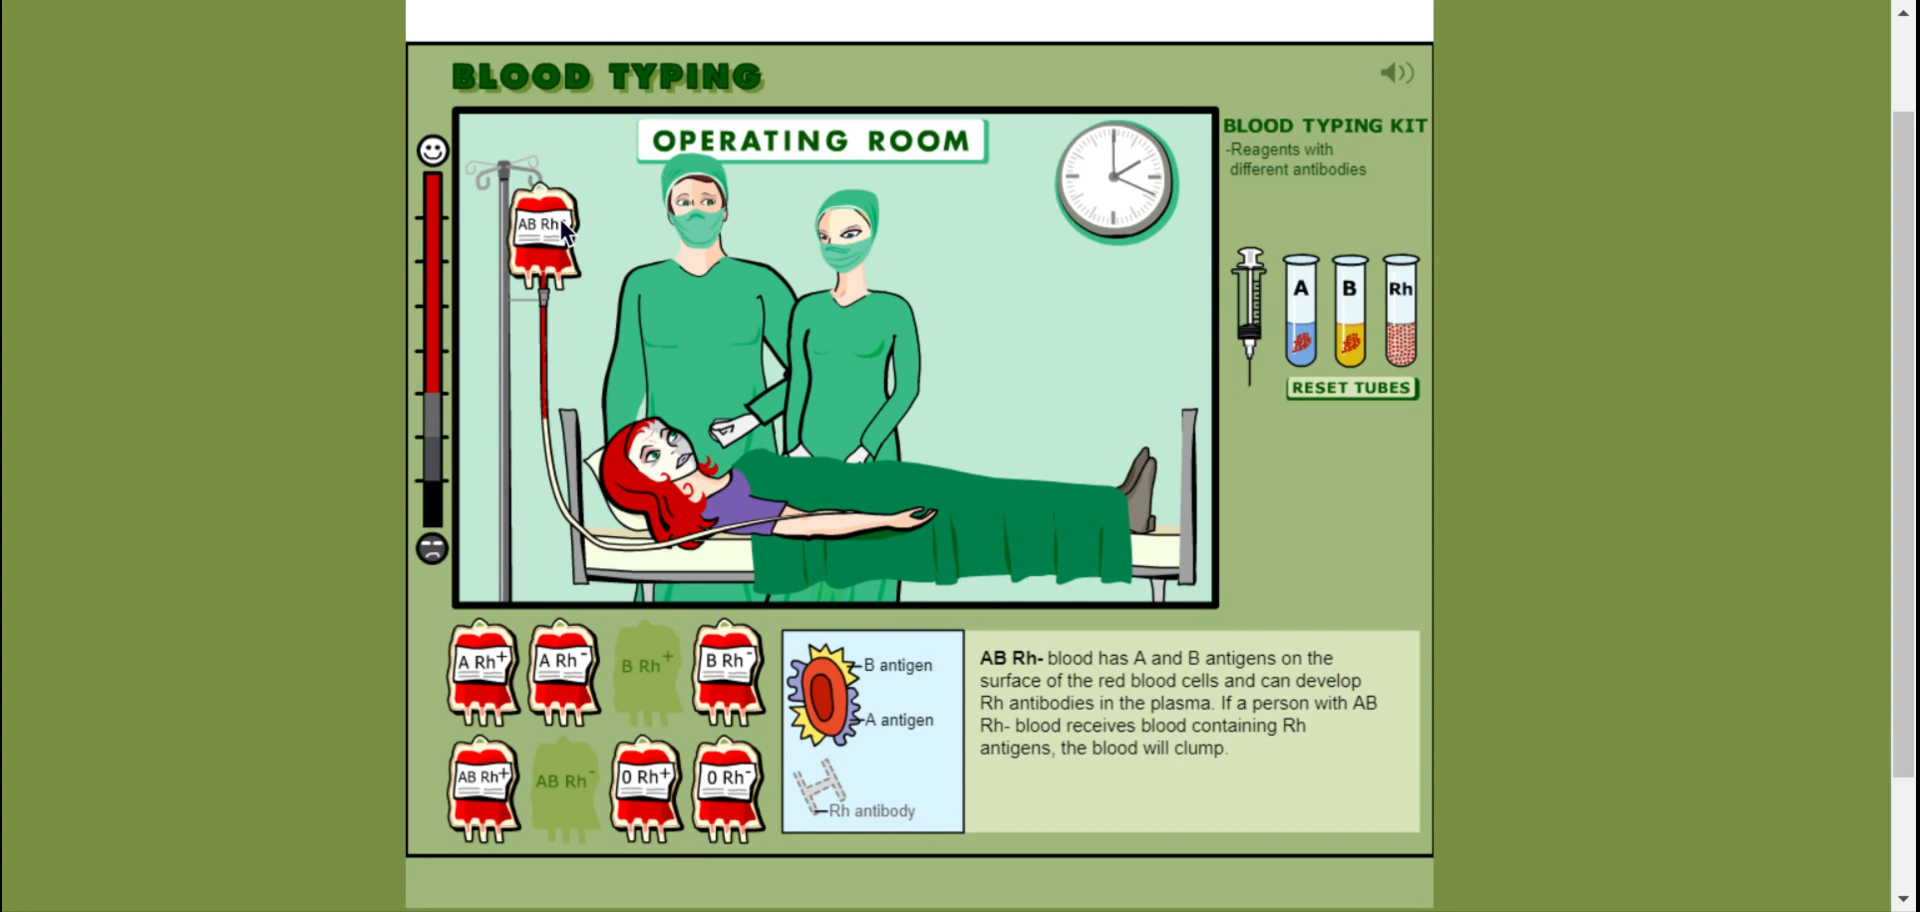 BLOOD TYPING
OPERATING ROOM
BLOOD TYPING KIT
-Reagents with
different antibodies
AB Rh-
A
B
Rh
RESET TUBES
A Rh+
A Rh-
B Rh+
B Rh-
AB Rh+
AB Rh-
0 Rh+
0 Rh-
B antigen
A antigen
Rh antibody
AB Rh- blood has A and B antigens on the
surface of the red blood cells and can develop
Rh antibodies in the plasma. If a person with AB
Rh- blood receives blood containing Rh
antigens, the blood will clump.